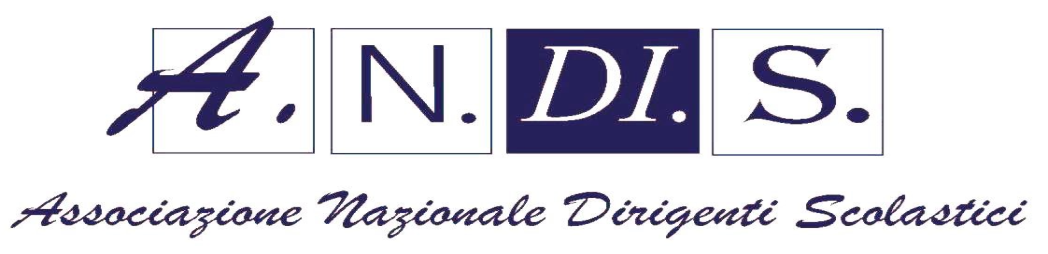 A. N. DI. S.
Associazione Nazionale Dirigenti Scolastici